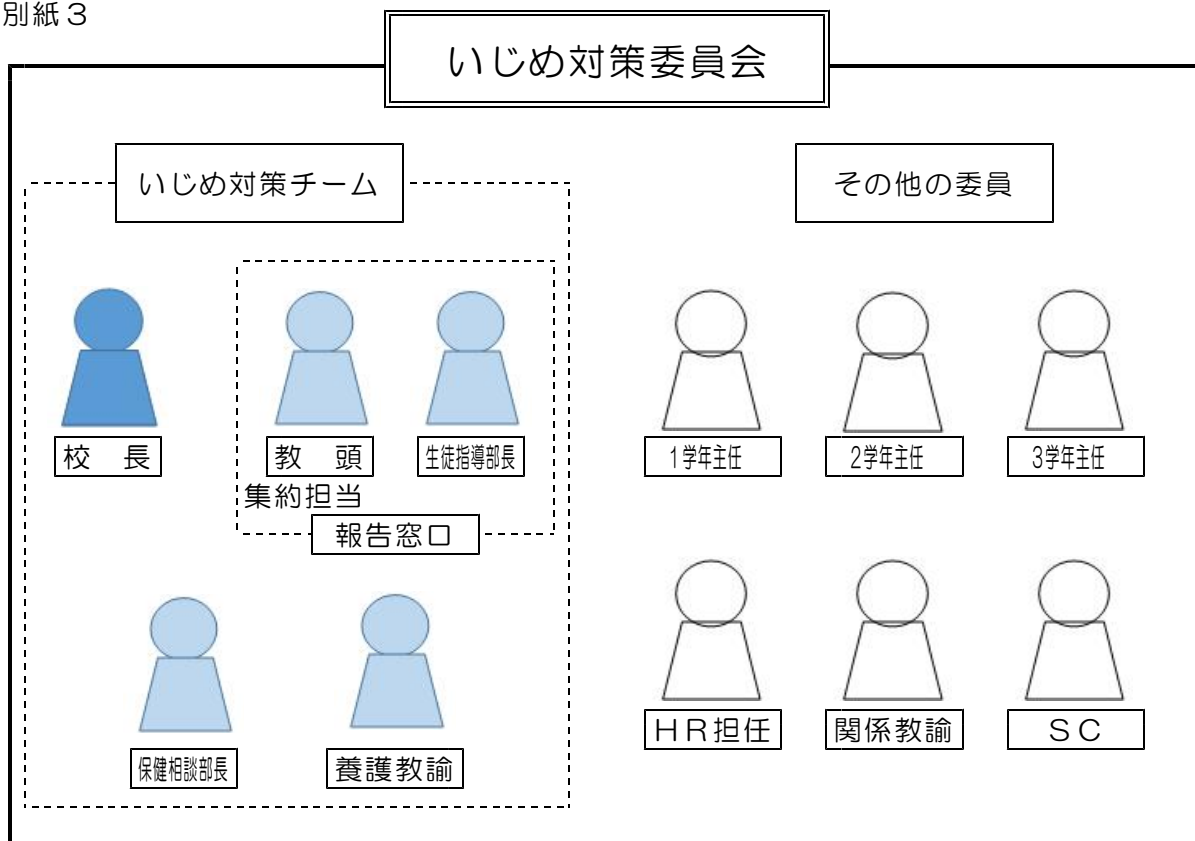 別紙３
いじめ対策委員会
いじめ対策チーム
その他の委員
校　長
教　頭
生徒指導部長
集約担当
報告窓口
保健相談部長
養護教諭
1学年主任
2学年主任
3学年主任
ＨＲ担任
関係教諭
ＳＣ